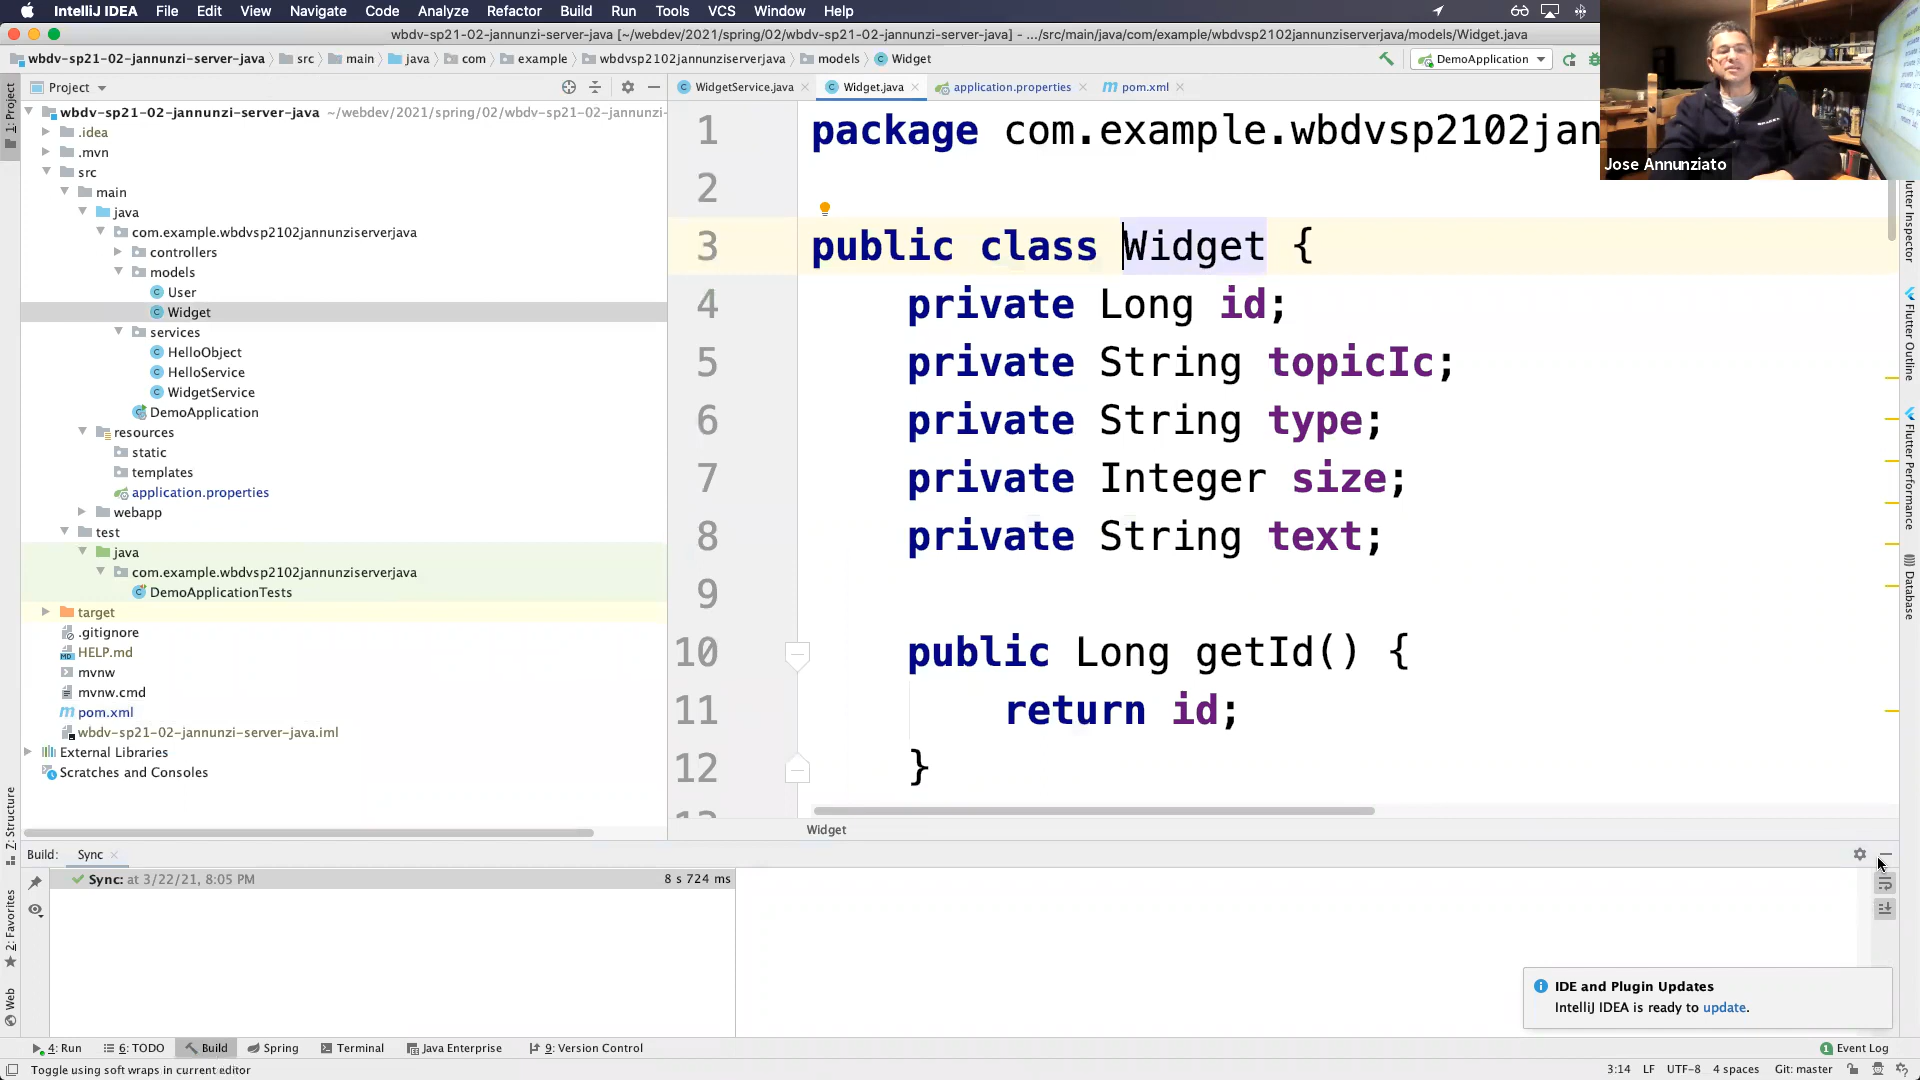 IntelliJ IDEA File Edit View Navigate Code Analyze Refactor Build Run Tools VCS Window Help
wbdv-sp21-02-jannunzi-server-java [~/webdev/2021/spring/02/wbdv-sp21-02-jannunzi-server-java] - .../src/main/java/com/example/wbdvsp2102jannunziserverjava/models/Widget.java
wbdv-sp21-02-jannunzi-server-java src main java com example wbdvsp2102jannunziserverjava models Widget
DemoApplication
Project
WidgetService.java Widget.java application.properties pom.xml
wbdv-sp21-02-jannunzi-server-java ~/webdev/2021/spring/02/wbdv-sp21-02-jannunzi-
.idea
.mvn
src
main
java
com.example.wbdvsp2102jannunziserverjava
controllers
models
User
Widget
services
HelloObject
HelloService
WidgetService
DemoApplication
resources
static
templates
application.properties
webapp
test
java
com.example.wbdvsp2102jannunziserverjava
DemoApplicationTests
target
.gitignore
HELP.md
mvnw
mvnw.cmd
pom.xml
wbdv-sp21-02-jannunzi-server-java.iml
External Libraries
Scratches and Consoles
1 package com.example.wbdvsp2102jan
2
3 public class Widget {
4 private Long id;
5 private String topicIc;
6 private String type;
7 private Integer size;
8 private String text;
9
10 public Long getId() {
11 return id;
12 }
Widget
Jose Annunziato
1: Project
Z: Structure
2: Favorites
Web
Flutter Inspector
Flutter Outline
Flutter Performance
Database
Build: Sync
Sync: at 3/22/21, 8:05 PM 8 s 724 ms
IDE and Plugin Updates
IntelliJ IDEA is ready to update.
4: Run 6: TODO Build Spring Terminal Java Enterprise 9: Version Control 1 Event Log
Toggle using soft wraps in current editor 3:14 LF UTF-8 4 spaces Git: master